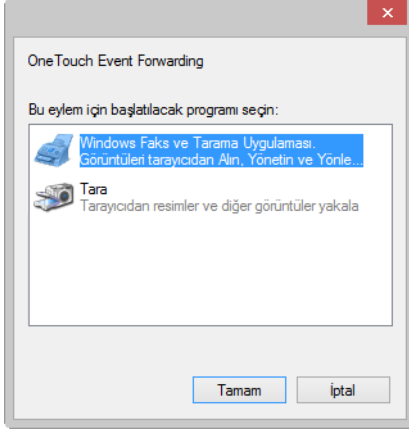 OneTouch Event Forwarding
Bu eylem için başlatılacak programı seçin:
Windows Faks ve Tarama Uygulaması.
Görüntüleri tarayıcıdan Alın, Yönetin ve Yönle...
Tara
Tarayıcıdan resimler ve diğer görüntüler yakala
Tamam
İptal